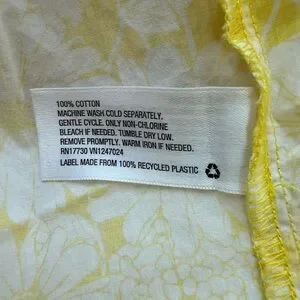 100% COTTON
MACHINE WASH COLD SEPARATELY.
GENTLE CYCLE. ONLY NON-CHLORINE
BLEACH IF NEEDED. TUMBLE DRY LOW.
REMOVE PROMPTLY. WARM IRON IF NEEDED.
RN17730 VN1247024
LABEL MADE FROM 100% RECYCLED PLASTIC